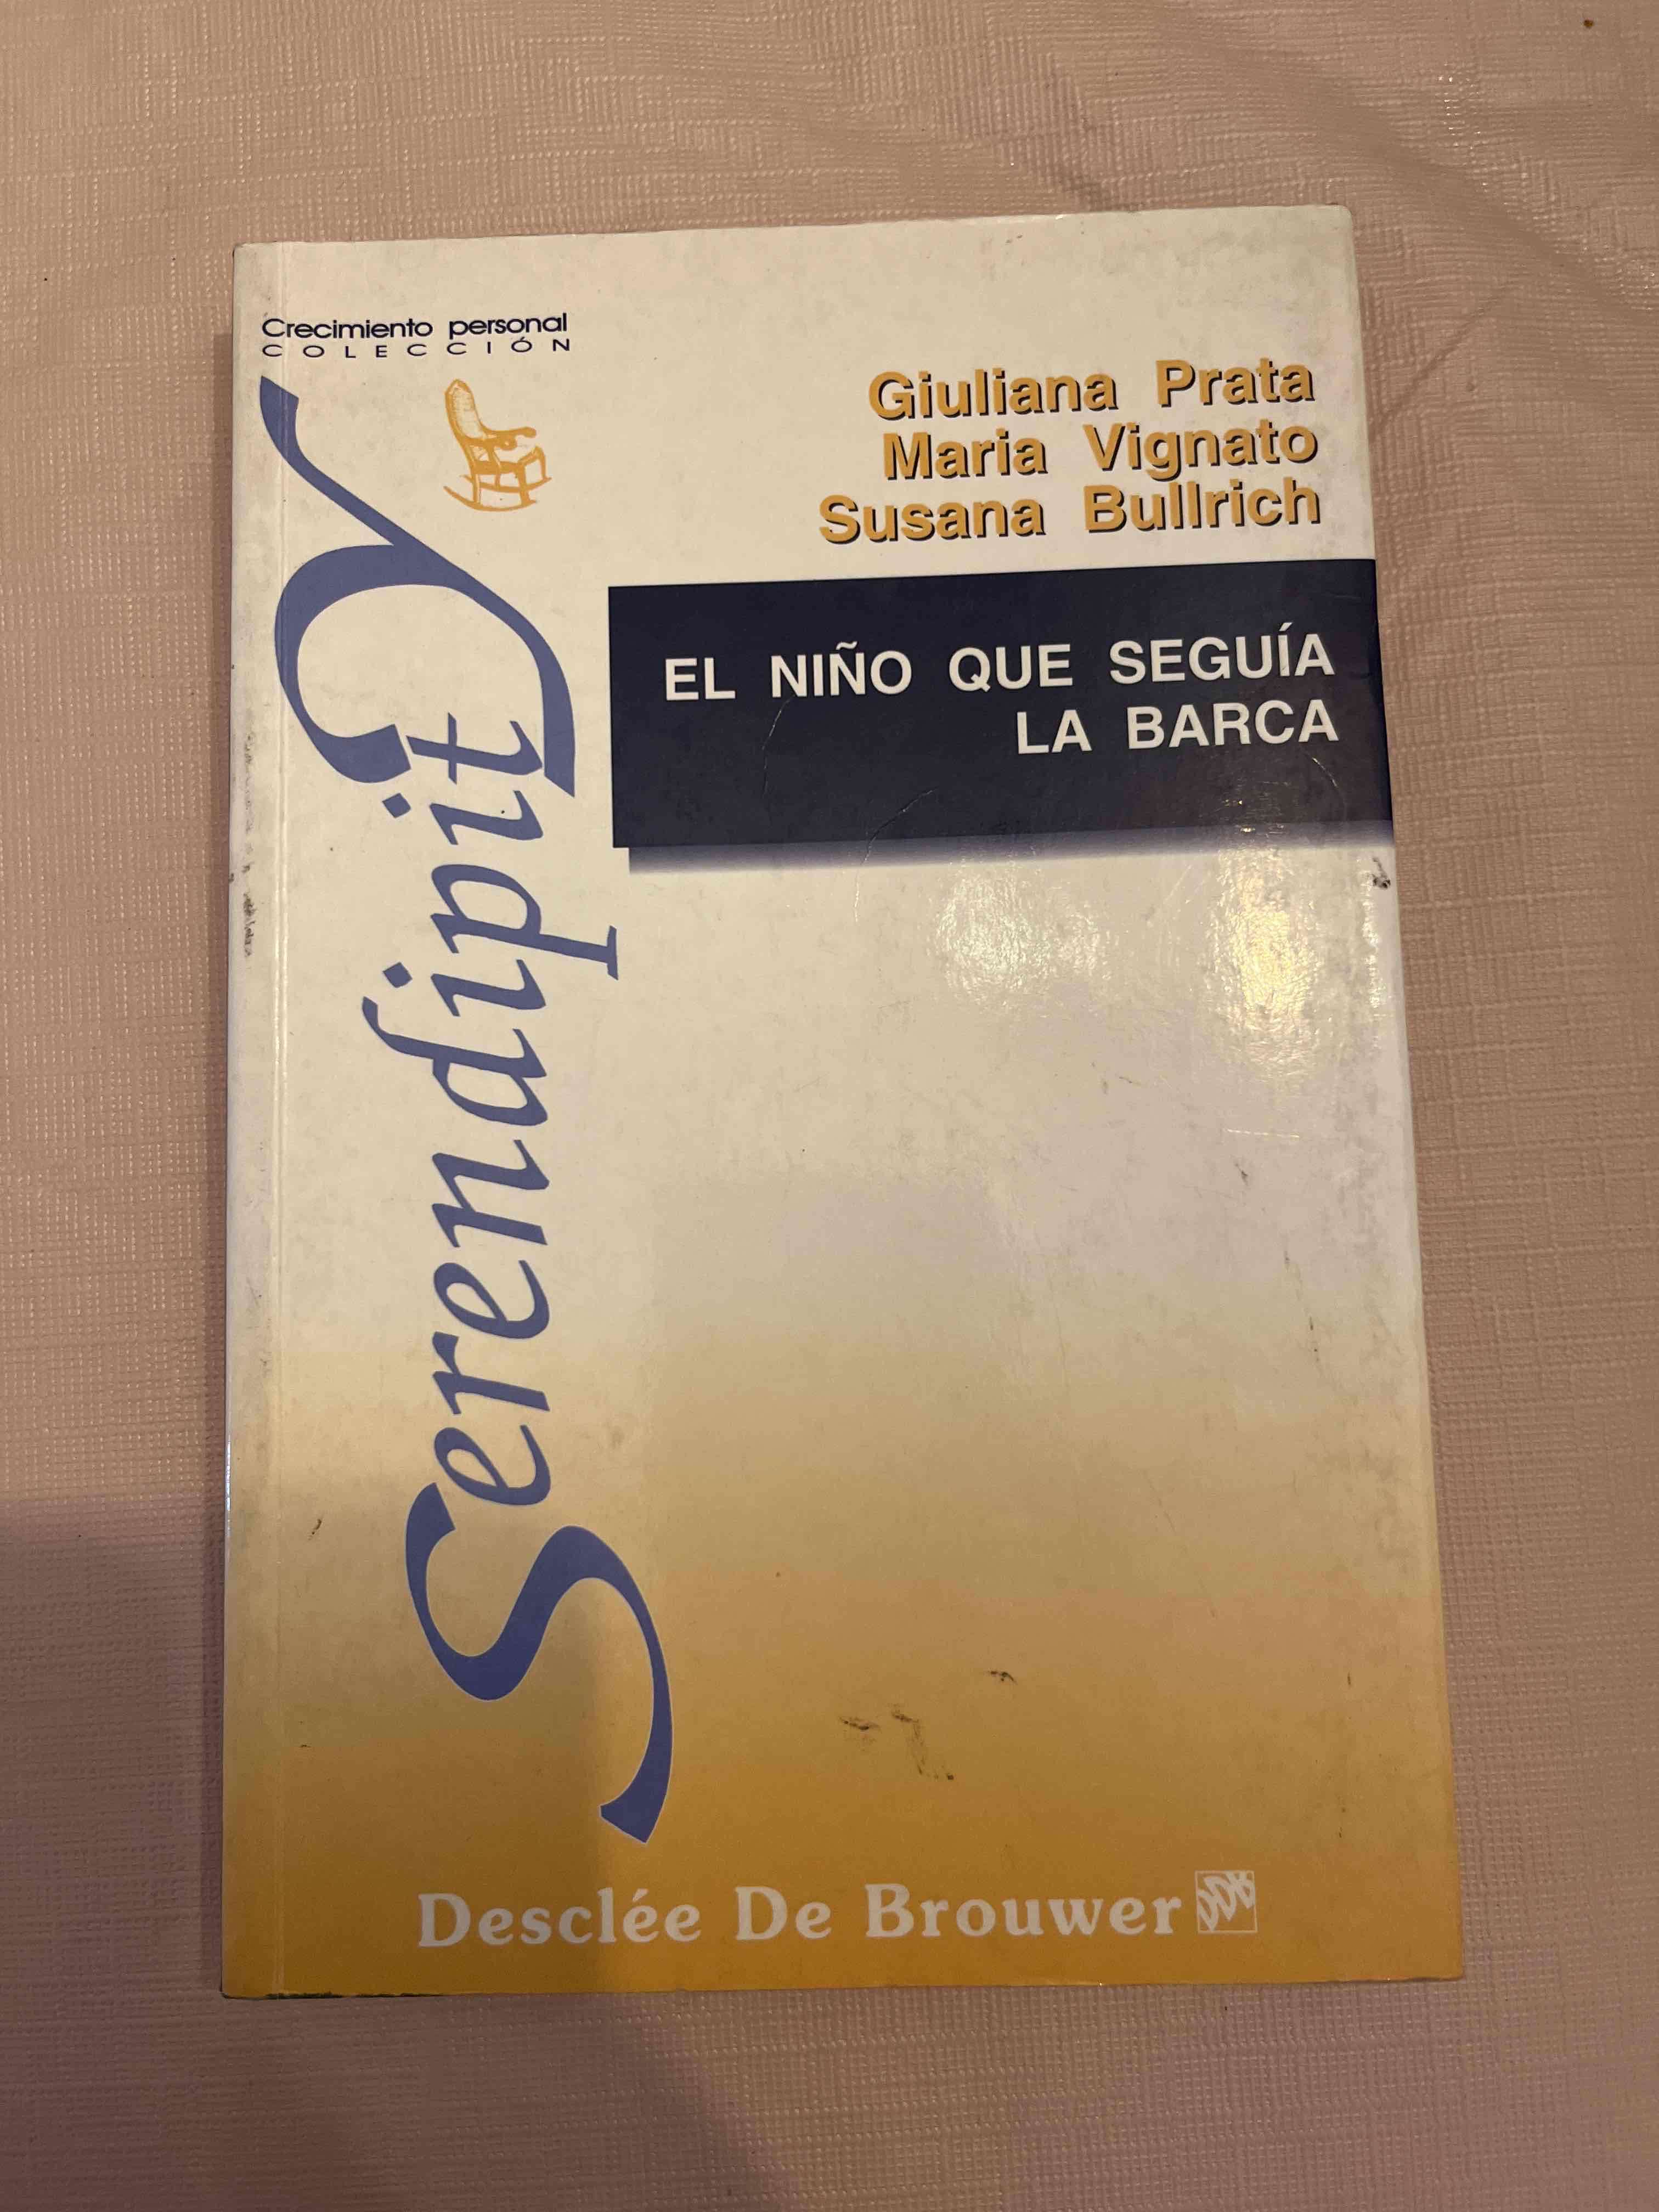 Crecimiento personal
COLECCIÓN
Giuliana Prata
Maria Vignato
Susana Bullrich
EL NIÑO QUE SEGUÍA
LA BARCA
Serendipity
Desclée De Brouwer
DDB